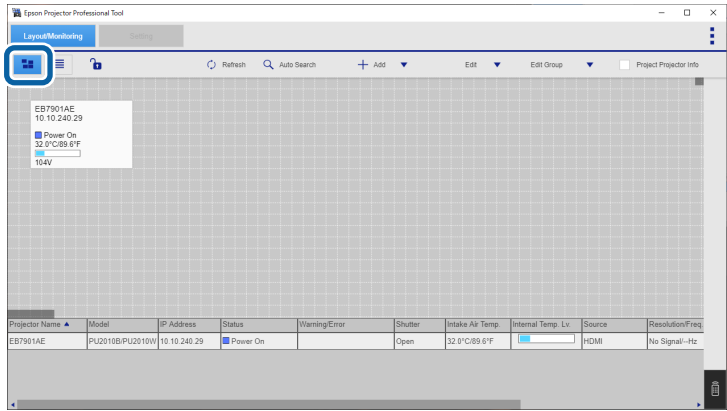 Epson Projector Professional Tool
Layout/Monitoring
Setting
Refresh
Auto Search
Add
Edit
Edit Group
Project Projector Info
EB7901AE
10.10.240.29
Power On
32.0°C/89.6°F
104V
Projector Name Model IP Address Status Warning/Error Shutter Intake Air Temp. Internal Temp. Lv. Source Resolution/Freq.
EB7901AE PU2010B/PU2010W 10.10.240.29 Power On Open 32.0°C/89.6°F HDMI No Signal/--Hz